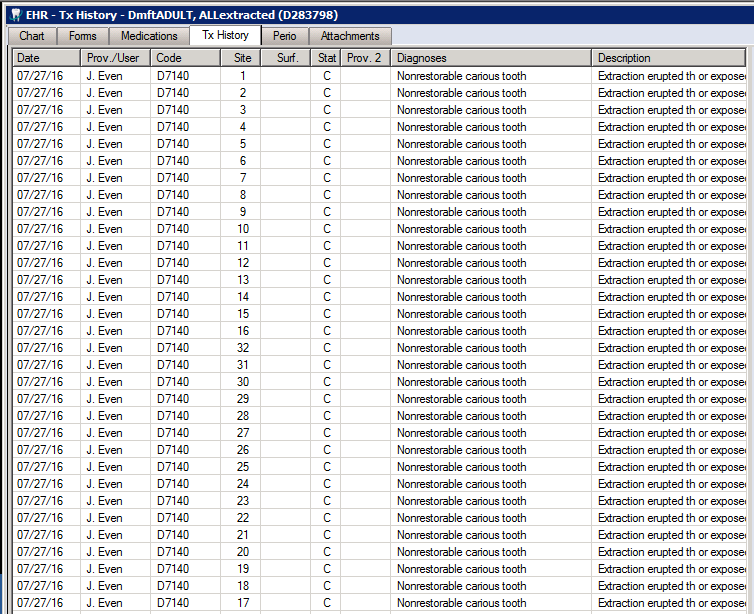 EHR - Tx History - DmftADULT, ALLextracted (D283798)
Chart Forms Medications Tx History Perio Attachments
Date Prov./User Code Site Surf. Stat Prov. 2 Diagnoses Description
07/27/16 J. Even D7140 1 C Nonrestorable carious tooth Extraction erupted th or expose
07/27/16 J. Even D7140 2 C Nonrestorable carious tooth Extraction erupted th or expose
07/27/16 J. Even D7140 3 C Nonrestorable carious tooth Extraction erupted th or expose
07/27/16 J. Even D7140 4 C Nonrestorable carious tooth Extraction erupted th or expose
07/27/16 J. Even D7140 5 C Nonrestorable carious tooth Extraction erupted th or expose
07/27/16 J. Even D7140 6 C Nonrestorable carious tooth Extraction erupted th or expose
07/27/16 J. Even D7140 7 C Nonrestorable carious tooth Extraction erupted th or expose
07/27/16 J. Even D7140 8 C Nonrestorable carious tooth Extraction erupted th or expose
07/27/16 J. Even D7140 9 C Nonrestorable carious tooth Extraction erupted th or expose
07/27/16 J. Even D7140 10 C Nonrestorable carious tooth Extraction erupted th or expose
07/27/16 J. Even D7140 11 C Nonrestorable carious tooth Extraction erupted th or expose
07/27/16 J. Even D7140 12 C Nonrestorable carious tooth Extraction erupted th or expose
07/27/16 J. Even D7140 13 C Nonrestorable carious tooth Extraction erupted th or expose
07/27/16 J. Even D7140 14 C Nonrestorable carious tooth Extraction erupted th or expose
07/27/16 J. Even D7140 15 C Nonrestorable carious tooth Extraction erupted th or expose
07/27/16 J. Even D7140 16 C Nonrestorable carious tooth Extraction erupted th or expose
07/27/16 J. Even D7140 32 C Nonrestorable carious tooth Extraction erupted th or expose
07/27/16 J. Even D7140 31 C Nonrestorable carious tooth Extraction erupted th or expose
07/27/16 J. Even D7140 30 C Nonrestorable carious tooth Extraction erupted th or expose
07/27/16 J. Even D7140 29 C Nonrestorable carious tooth Extraction erupted th or expose
07/27/16 J. Even D7140 28 C Nonrestorable carious tooth Extraction erupted th or expose
07/27/16 J. Even D7140 27 C Nonrestorable carious tooth Extraction erupted th or expose
07/27/16 J. Even D7140 26 C Nonrestorable carious tooth Extraction erupted th or expose
07/27/16 J. Even D7140 25 C Nonrestorable carious tooth Extraction erupted th or expose
07/27/16 J. Even D7140 24 C Nonrestorable carious tooth Extraction erupted th or expose
07/27/16 J. Even D7140 23 C Nonrestorable carious tooth Extraction erupted th or expose
07/27/16 J. Even D7140 22 C Nonrestorable carious tooth Extraction erupted th or expose
07/27/16 J. Even D7140 21 C Nonrestorable carious tooth Extraction erupted th or expose
07/27/16 J. Even D7140 20 C Nonrestorable carious tooth Extraction erupted th or expose
07/27/16 J. Even D7140 19 C Nonrestorable carious tooth Extraction erupted th or expose
07/27/16 J. Even D7140 18 C Nonrestorable carious tooth Extraction erupted th or expose
07/27/16 J. Even D7140 17 C Nonrestorable carious tooth Extraction erupted th or expose